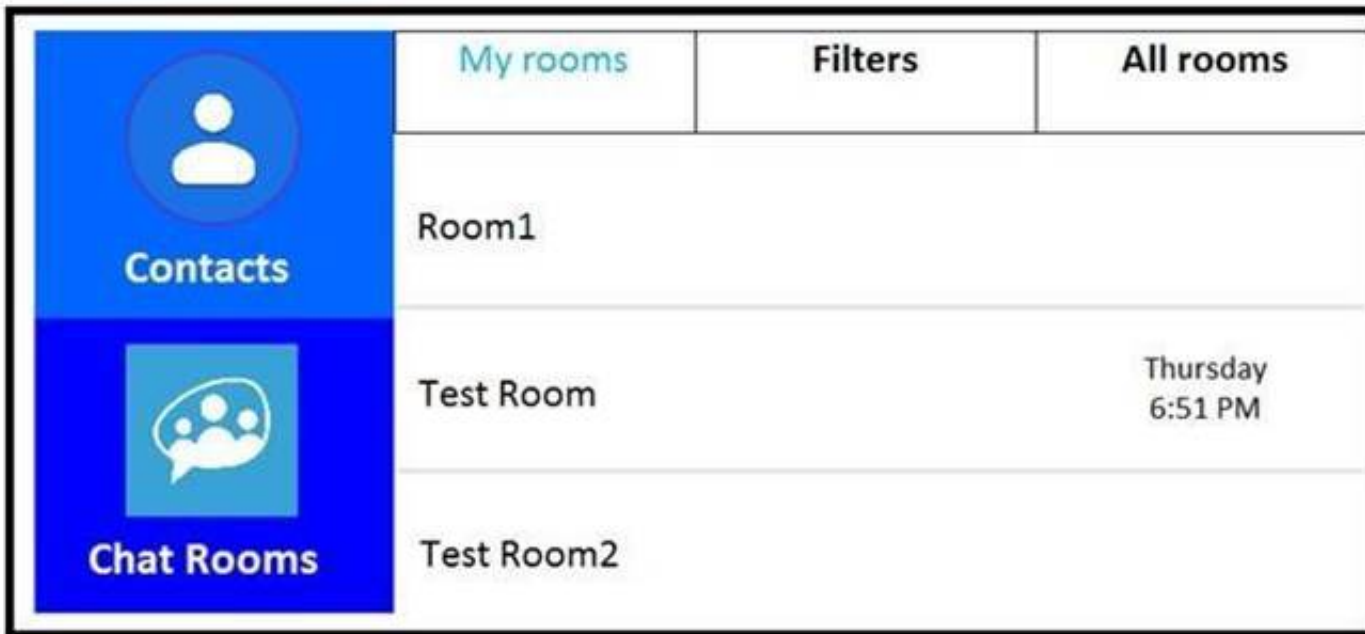 My rooms
Filters
All rooms
Contacts
Room1
Test Room
Thursday
6:51 PM
Chat Rooms
Test Room2